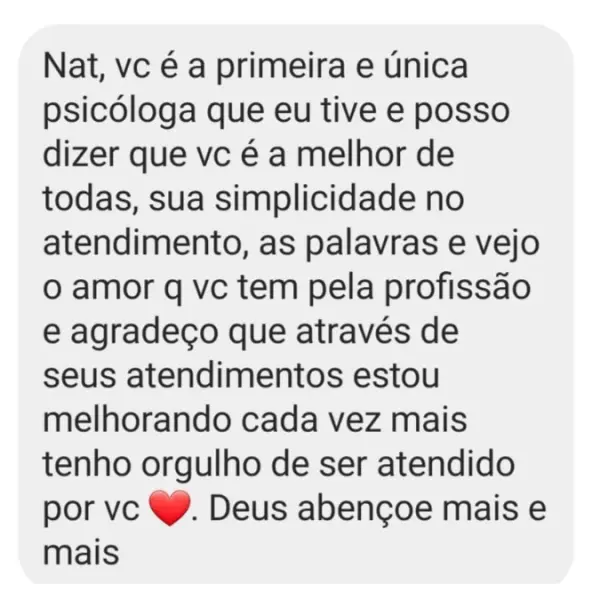 Nat, vc é a primeira e única
psicóloga que eu tive e posso
dizer que vc é a melhor de
todas, sua simplicidade no
atendimento, as palavras e vejo
o amor q vc tem pela profissão
e agradeço que através de
seus atendimentos estou
melhorando cada vez mais
tenho orgulho de ser atendido
por vc ❤️. Deus abençoe mais e
mais